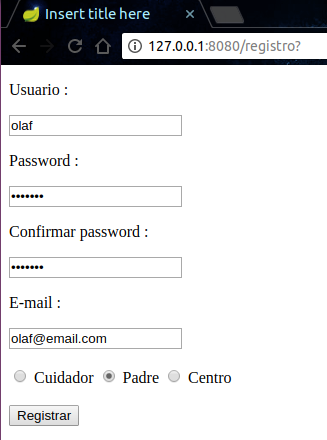 Insert title here
127.0.0.1:8080/registro?
Usuario :
olaf
Password :
•••••••
Confirmar password :
•••••••
E-mail :
olaf@email.com
Cuidador Padre Centro
Registrar